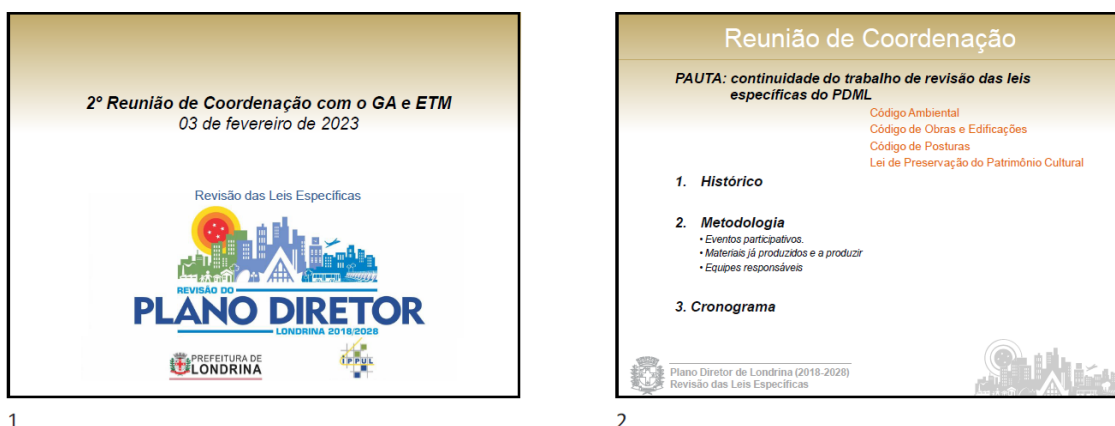 2º Reunião de Coordenação com o GA e ETM
03 de fevereiro de 2023
Revisão das Leis Específicas
REVISÃO DO
PLANO DIRETOR
LONDRINA 2018/2028
PREFEITURA DE
LONDRINA
IPPUL
1
Reunião de Coordenação
PAUTA: continuidade do trabalho de revisão das leis
específicas do PDML
Código Ambiental
Código de Obras e Edificações
Código de Posturas
Lei de Preservação do Patrimônio Cultural
1. Histórico
2. Metodologia
• Eventos participativos.
• Materiais já produzidos e a produzir
• Equipes responsáveis
3. Cronograma
Plano Diretor de Londrina (2018-2028)
Revisão das Leis Específicas
2